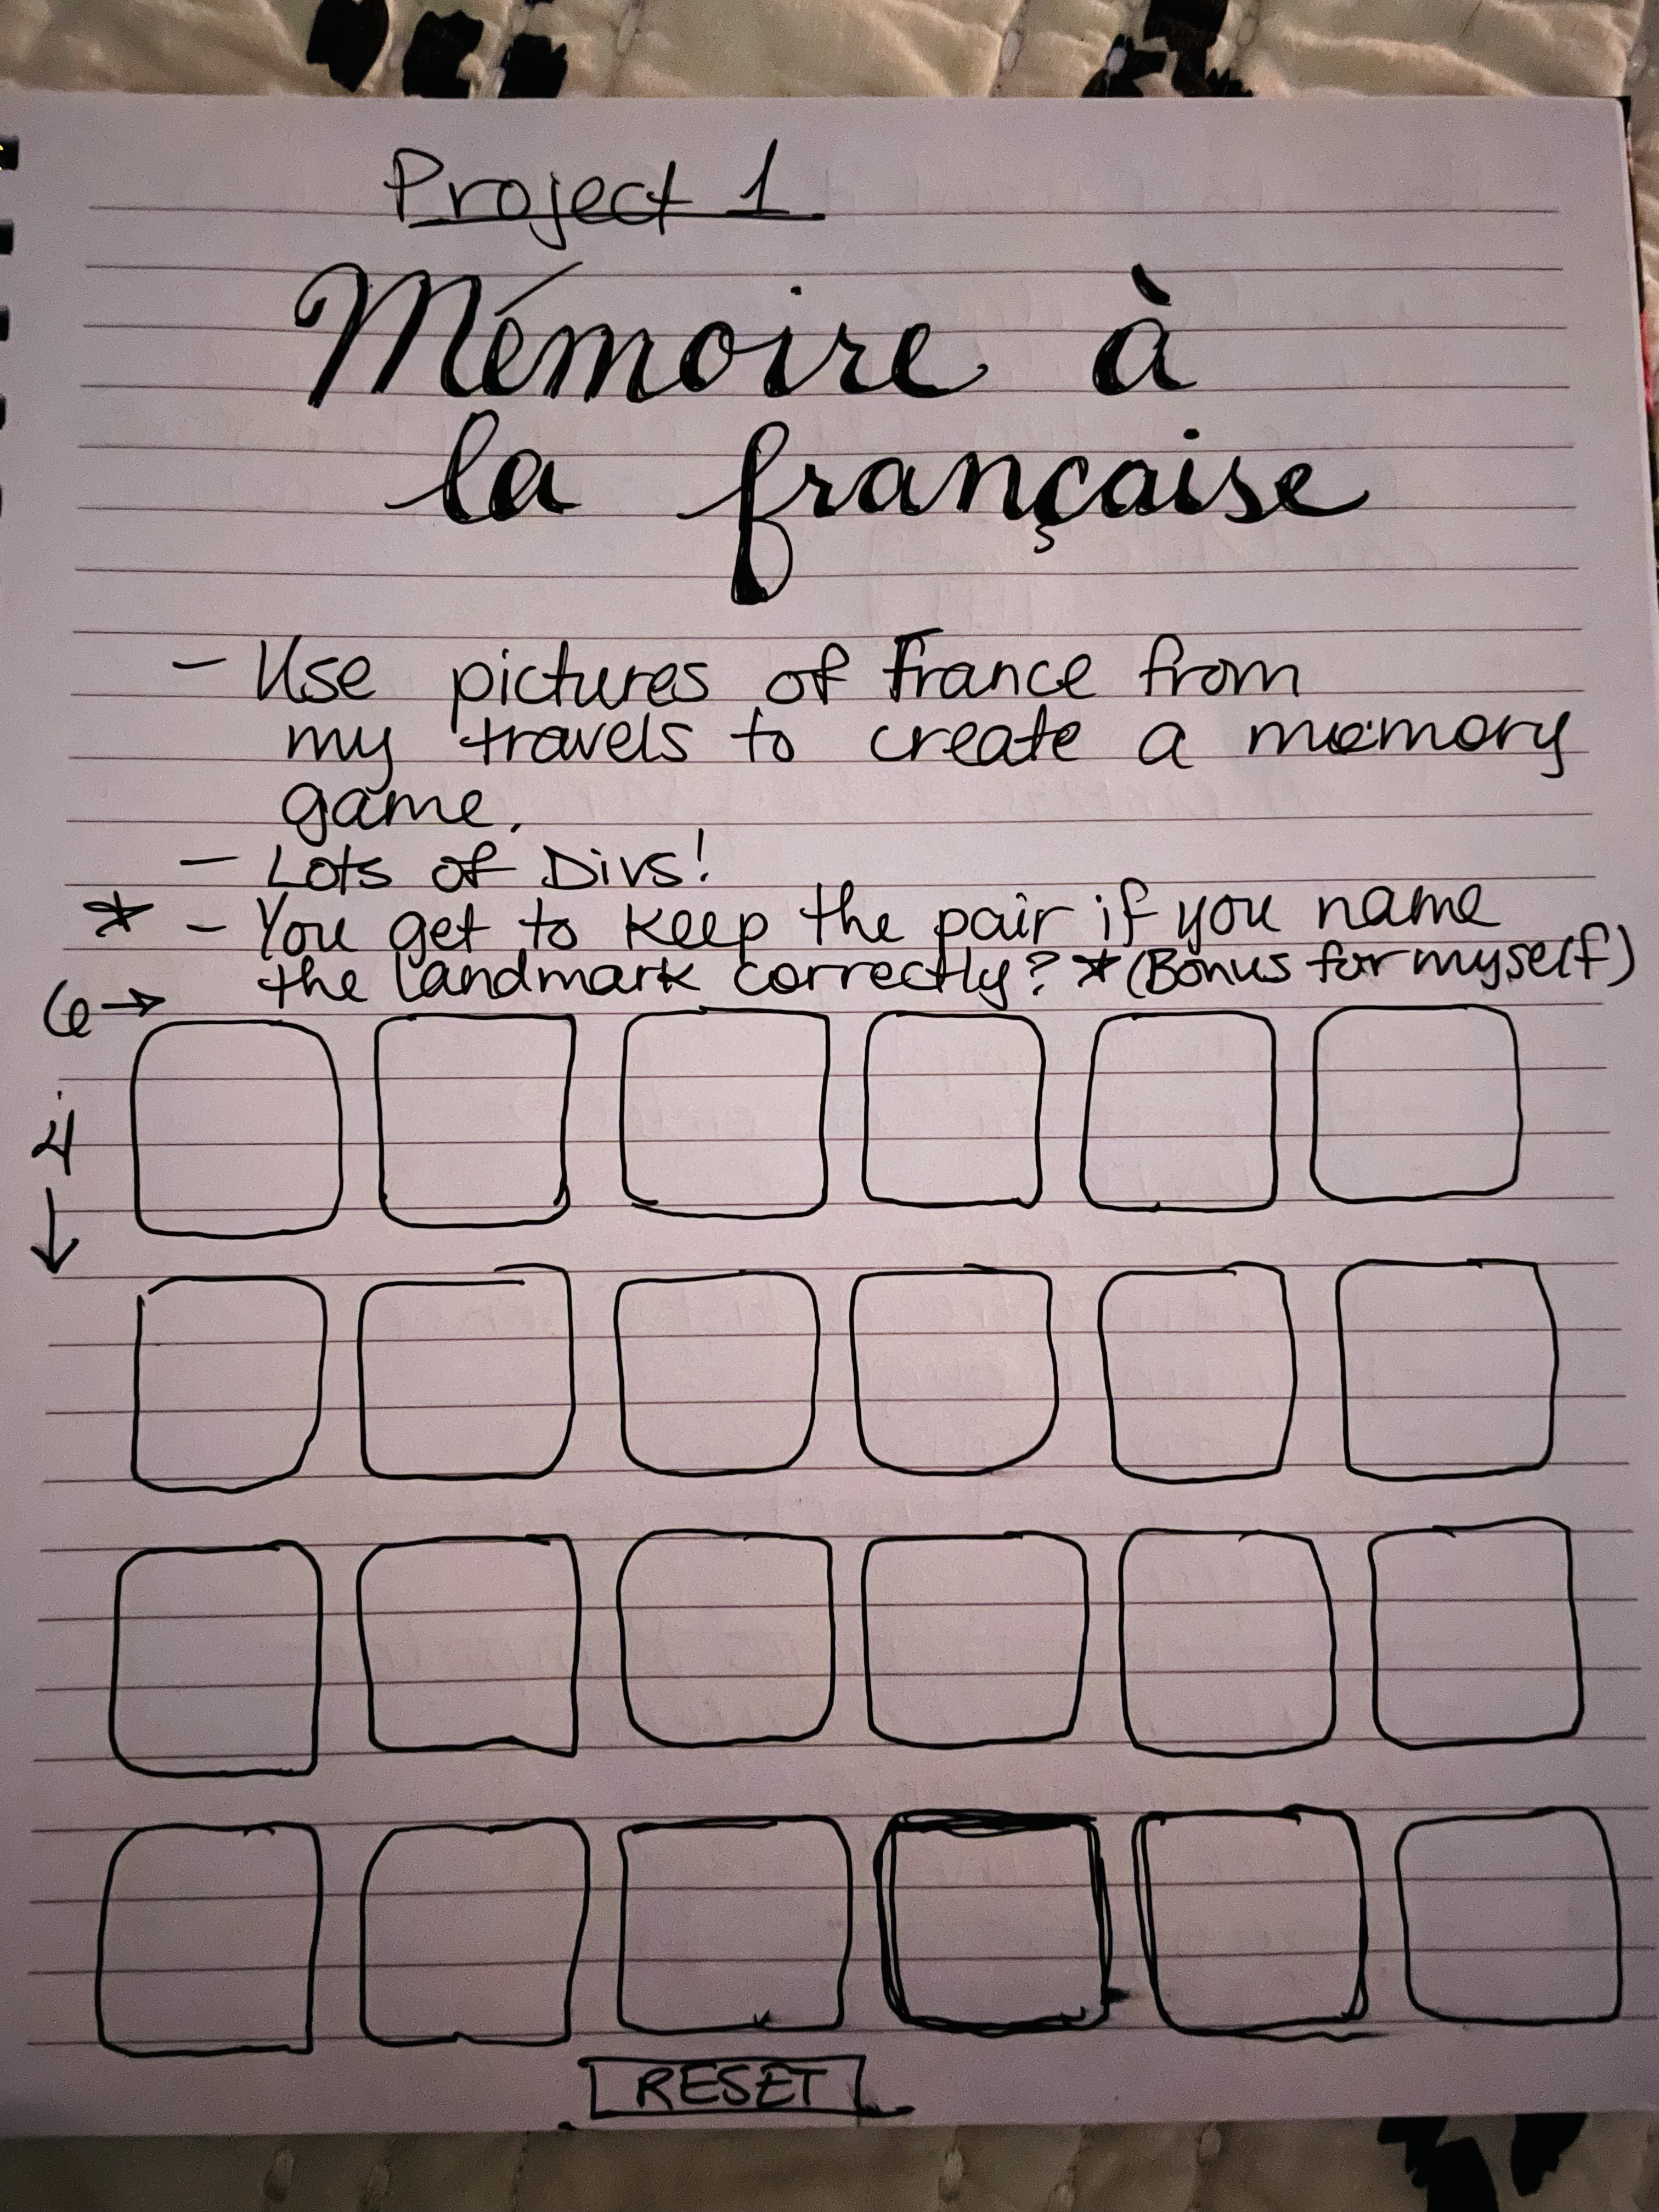 Project 1
Mémoire à
la française
- Use pictures of France from
my travels to create a memory
game.
- Lots of Divs!
* - You get to keep the pair if you name
the landmark correctly? * (Bonus for myself)
6 →
4
↓
RESET